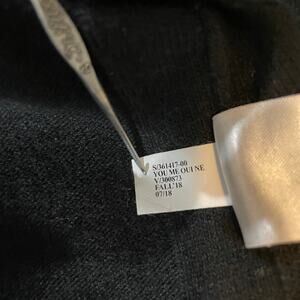 S/361417-00
YOU ME OUI NE
V/300873
FALL'18
07/18